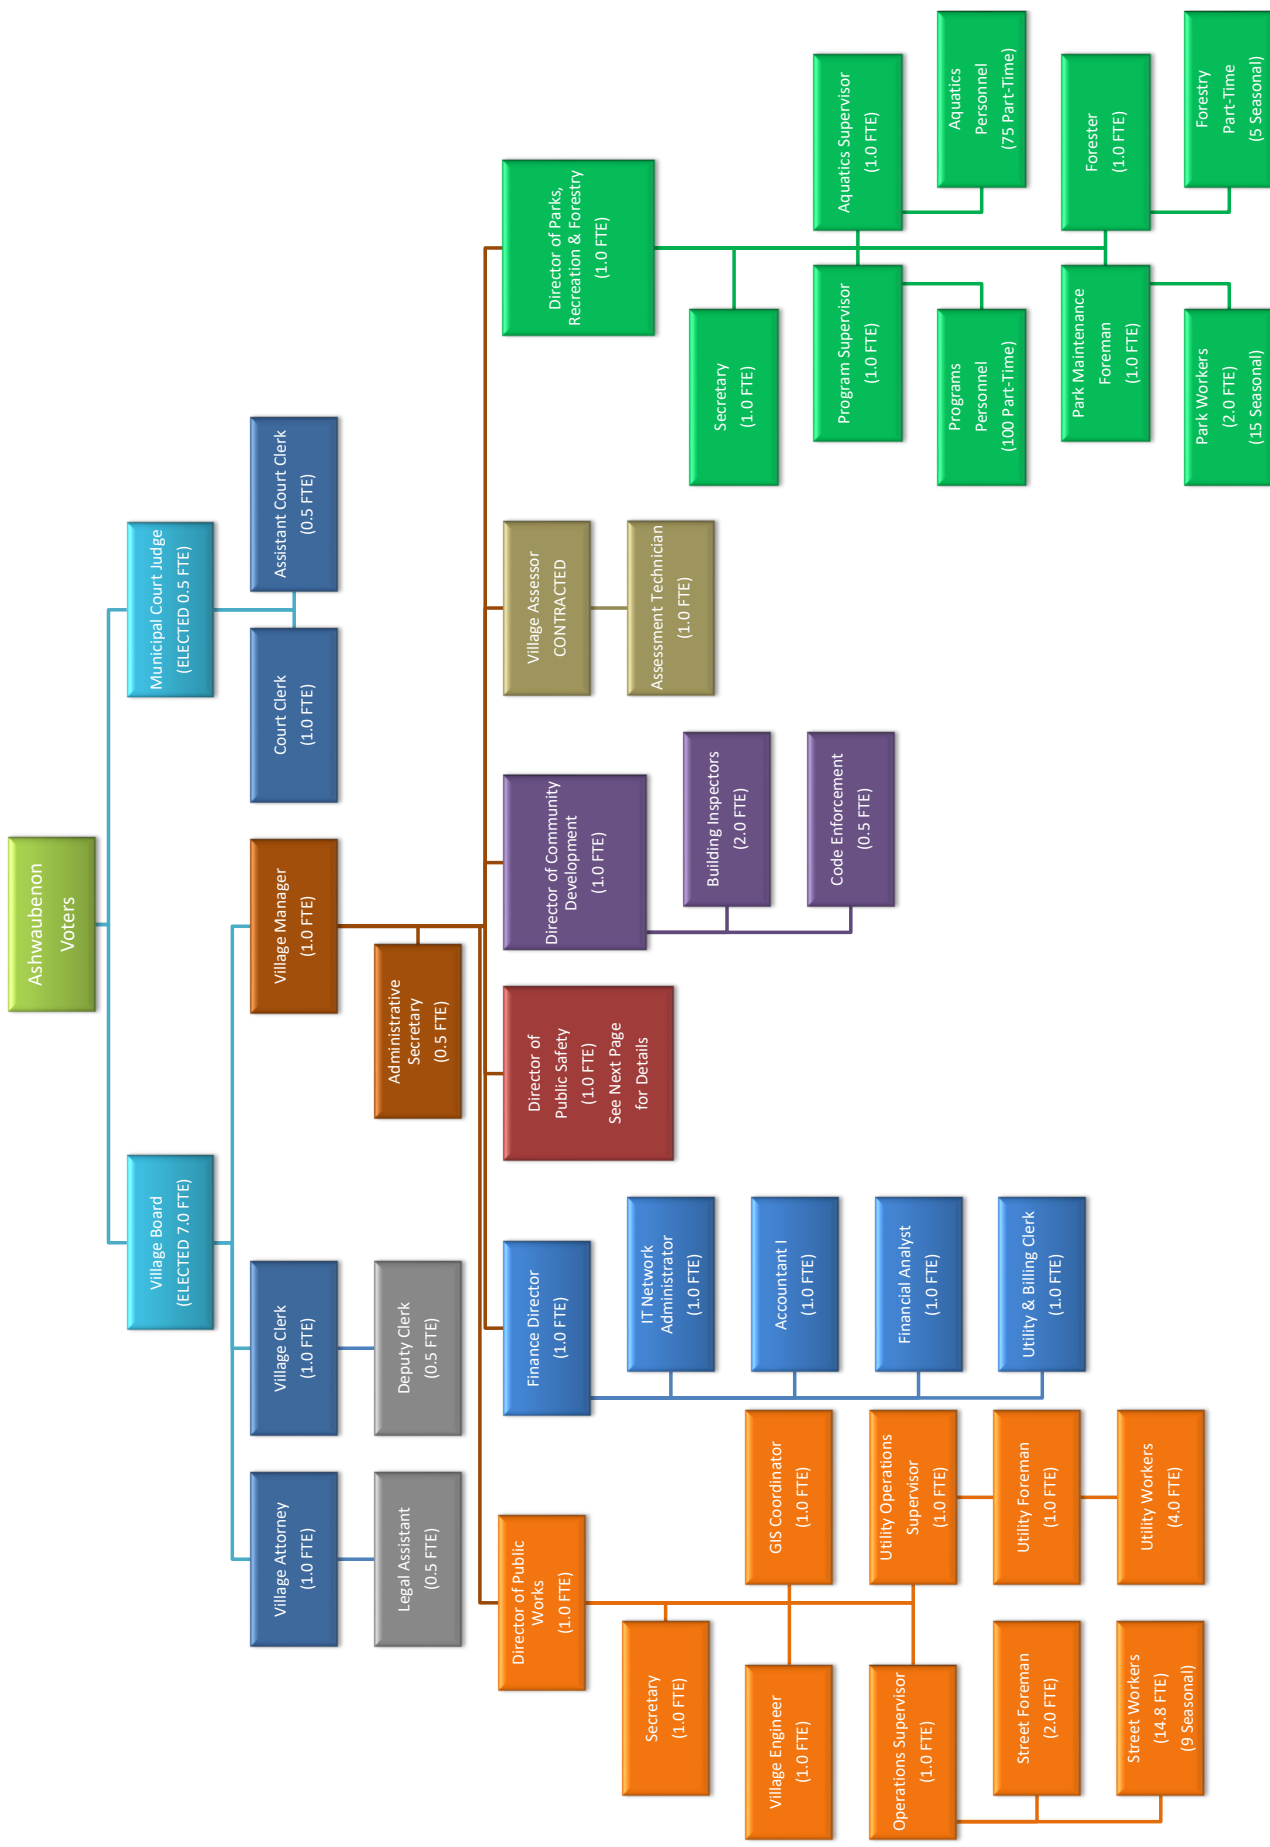 Ashwaubenon
Voters
Village Board
(ELECTED 7.0 FTE)
Municipal Court Judge
(ELECTED 0.5 FTE)
Village Attorney
(1.0 FTE)
Village Clerk
(1.0 FTE)
Village Manager
(1.0 FTE)
Court Clerk
(1.0 FTE)
Assistant Court Clerk
(0.5 FTE)
Legal Assistant
(0.5 FTE)
Deputy Clerk
(0.5 FTE)
Administrative
Secretary
(0.5 FTE)
Director of Public
Works
(1.0 FTE)
Secretary
(1.0 FTE)
Village Engineer
(1.0 FTE)
GIS Coordinator
(1.0 FTE)
Operations Supervisor
(1.0 FTE)
Utility Operations
Supervisor
(1.0 FTE)
Street Foreman
(2.0 FTE)
Utility Foreman
(1.0 FTE)
Street Workers
(14.8 FTE)
(9 Seasonal)
Utility Workers
(4.0 FTE)
Finance Director
(1.0 FTE)
IT Network
Administrator
(1.0 FTE)
Accountant I
(1.0 FTE)
Financial Analyst
(1.0 FTE)
Utility & Billing Clerk
(1.0 FTE)
Director of
Public Safety
(1.0 FTE)
See Next Page
for Details
Director of Community
Development
(1.0 FTE)
Building Inspectors
(2.0 FTE)
Code Enforcement
(0.5 FTE)
Village Assessor
CONTRACTED
Assessment Technician
(1.0 FTE)
Director of Parks,
Recreation & Forestry
(1.0 FTE)
Secretary
(1.0 FTE)
Program Supervisor
(1.0 FTE)
Aquatics Supervisor
(1.0 FTE)
Programs
Personnel
(100 Part-Time)
Aquatics
Personnel
(75 Part-Time)
Park Maintenance
Foreman
(1.0 FTE)
Forester
(1.0 FTE)
Park Workers
(2.0 FTE)
(15 Seasonal)
Forestry
Part-Time
(5 Seasonal)